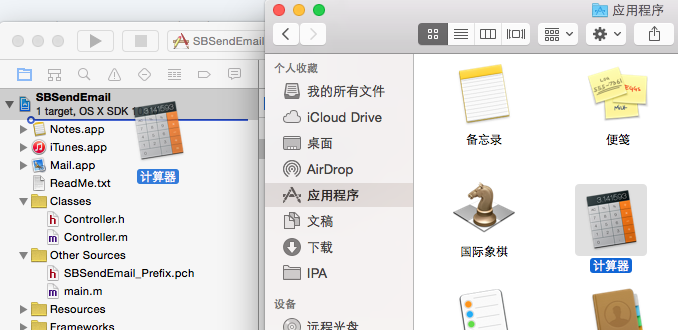 SBSendEmail
SBSendEmail
1 target, OS X SDK
Notes.app
iTunes.app
Mail.app
ReadMe.txt
Classes
Controller.h
Controller.m
Other Sources
SBSendEmail_Prefix.pch
main.m
Resources
Frameworks
3.141593
计算器
应用程序
个人收藏
我的所有文件
iCloud Drive
桌面
AirDrop
应用程序
文稿
下载
IPA
设备
远程光盘
备忘录
便笺
国际象棋
3.141593
计算器